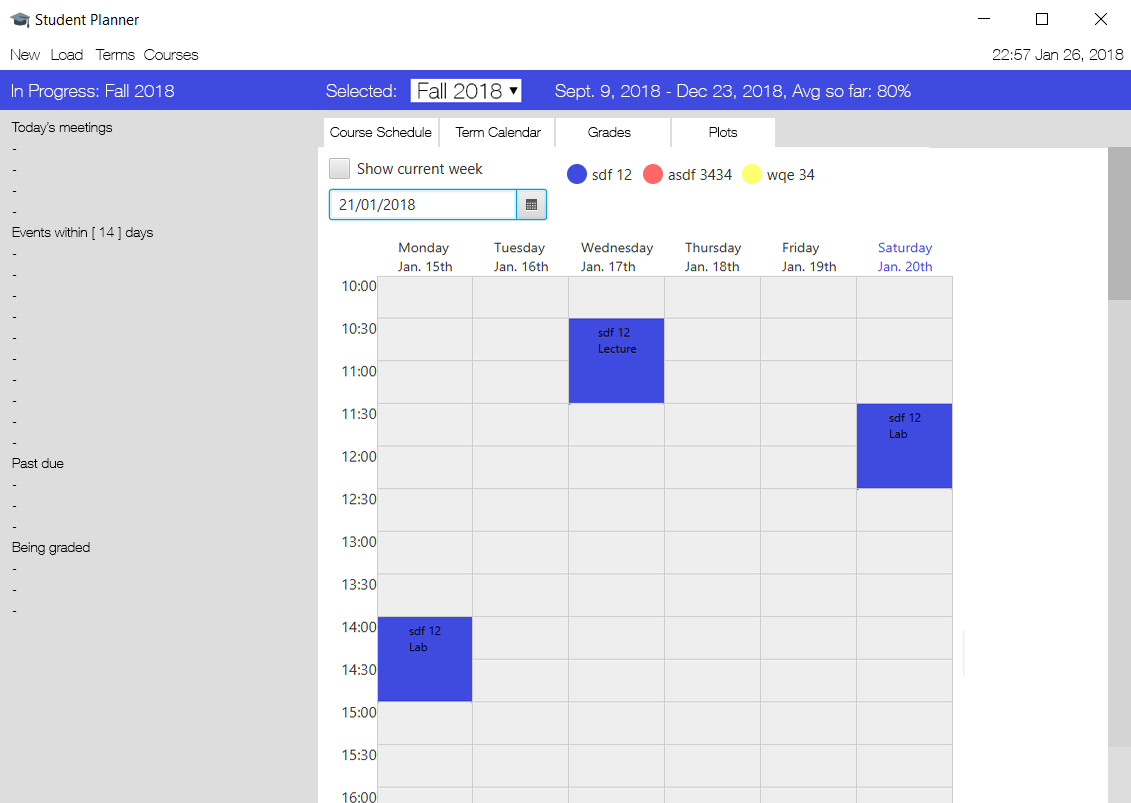 Student Planner
New Load Terms Courses 22:57 Jan 26, 2018
In Progress: Fall 2018 Selected: Fall 2018 ▾ Sept. 9, 2018 - Dec 23, 2018, Avg so far: 80%
Today's meetings
-
-
-
-
Events within [ 14 ] days
-
-
-
-
-
-
-
-
-
-
Past due
-
-
-
Being graded
-
-
-
Course Schedule Term Calendar Grades Plots
Show current week
sdf 12 asdf 3434 wqe 34
21/01/2018
Monday Tuesday Wednesday Thursday Friday Saturday
Jan. 15th Jan. 16th Jan. 17th Jan. 18th Jan. 19th Jan. 20th
10:00
10:30
sdf 12
Lecture
11:00
11:30
sdf 12
Lab
12:00
12:30
13:00
13:30
14:00
sdf 12
Lab
14:30
15:00
15:30
16:00